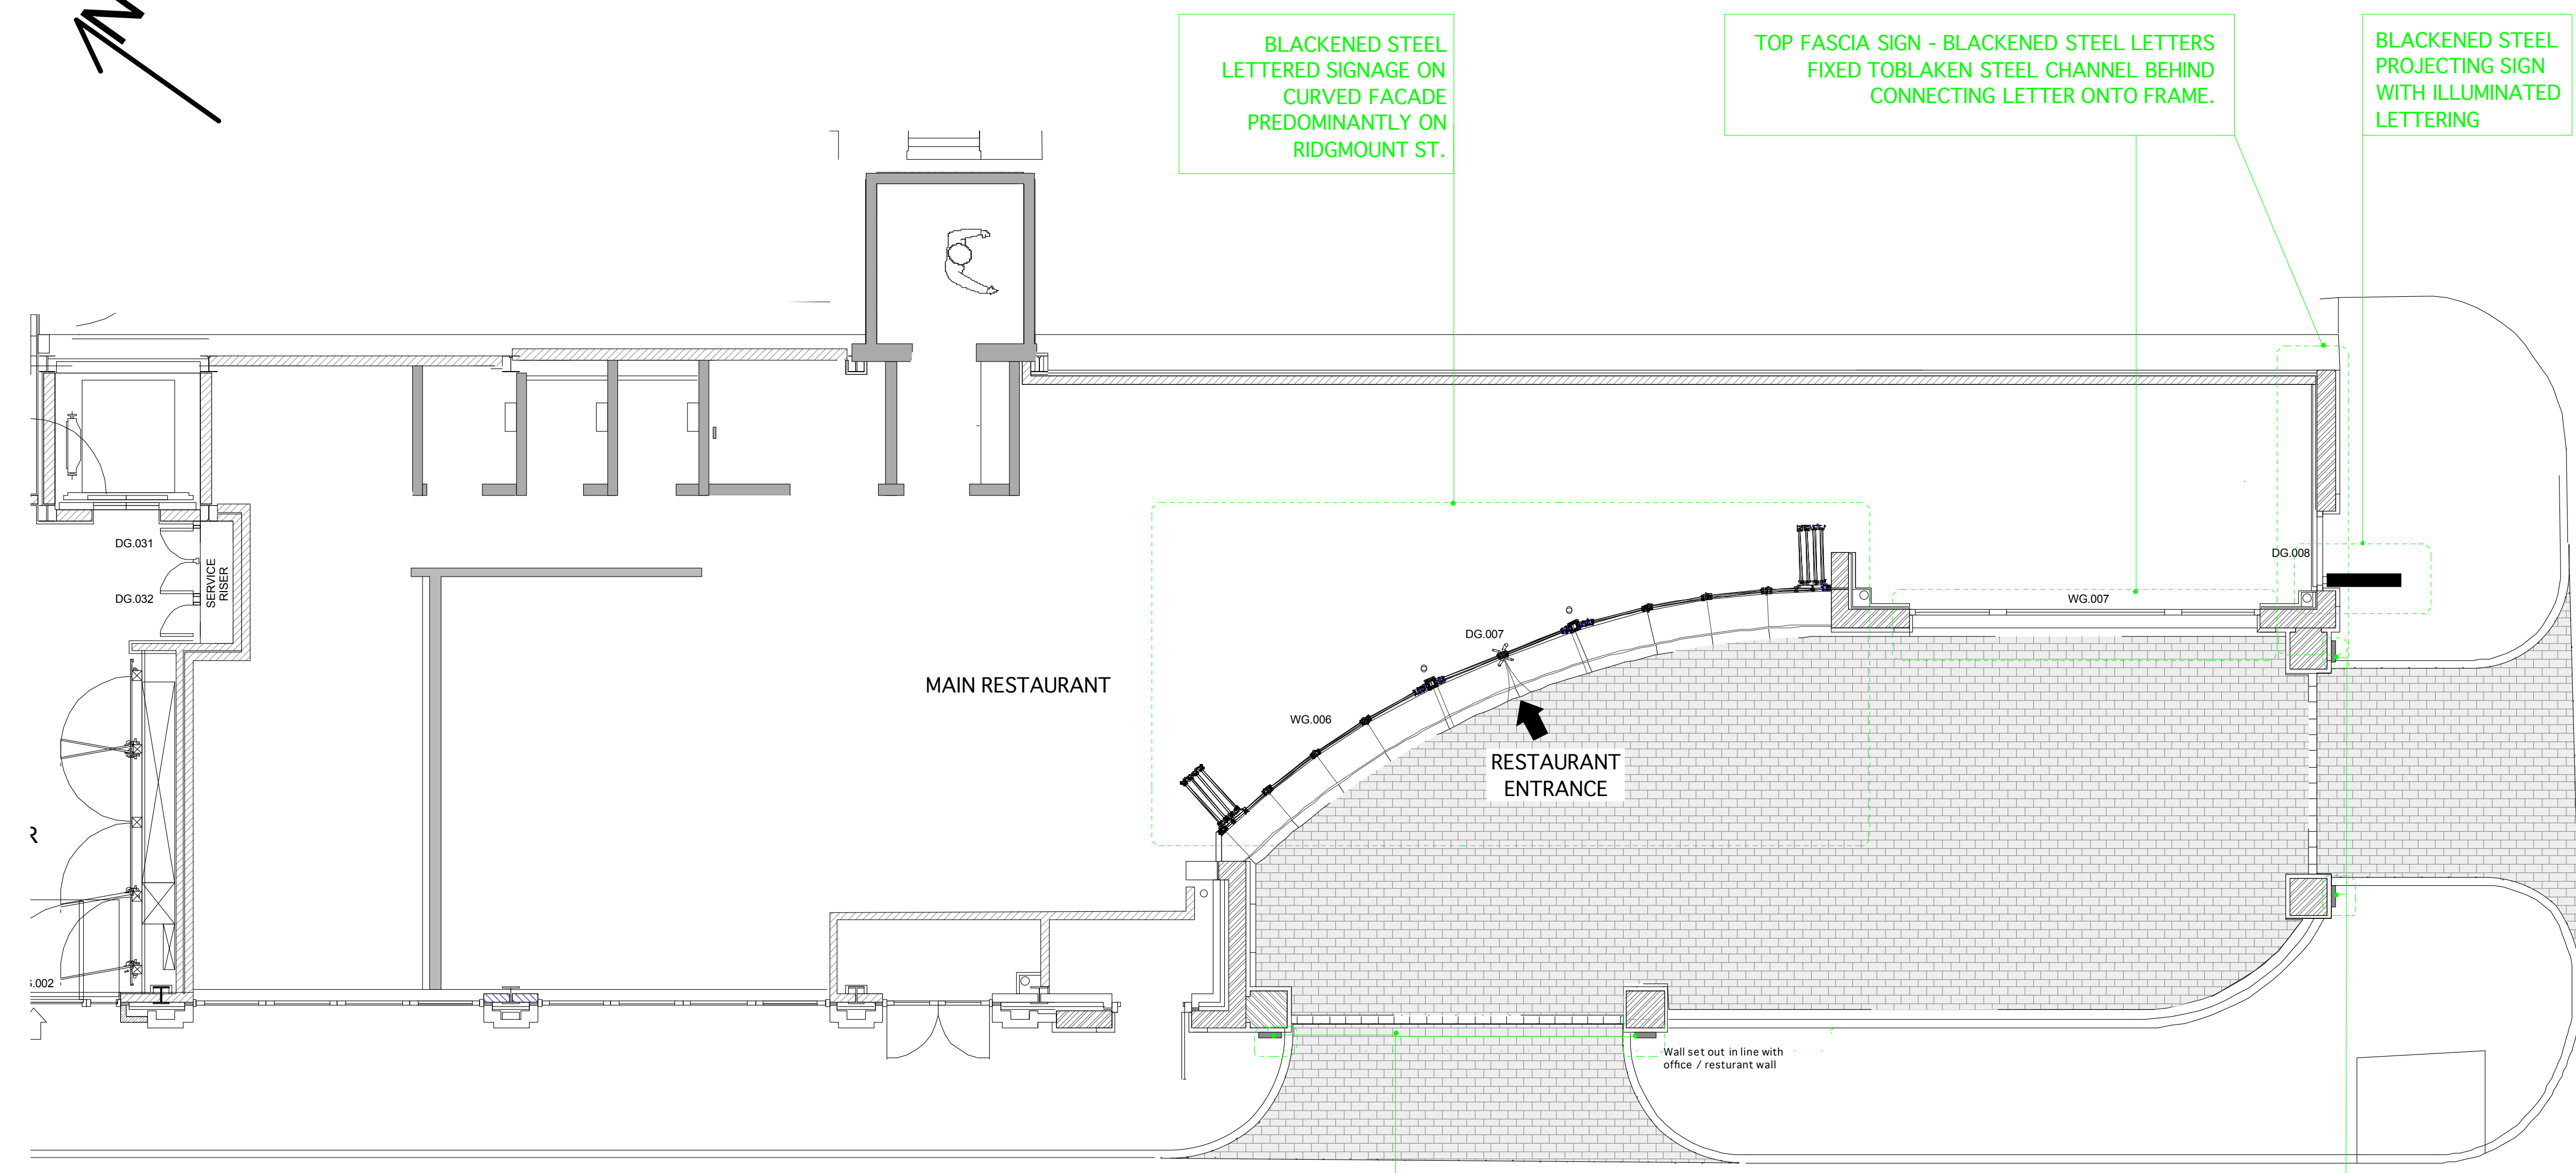 N
BLACKENED STEEL
LETTERED SIGNAGE ON
CURVED FACADE
PREDOMINANTLY ON
RIDGMOUNT ST.
TOP FASCIA SIGN - BLACKENED STEEL LETTERS
FIXED TOBLAKEN STEEL CHANNEL BEHIND
CONNECTING LETTER ONTO FRAME.
BLACKENED STEEL
PROJECTING SIGN
WITH ILLUMINATED
LETTERING
DG.031
DG.032
SERVICE
RISER
MAIN RESTAURANT
WG.006
DG.007
RESTAURANT
ENTRANCE
WG.007
DG.008
R
.002
Wall set out in line with
office / resturant wall